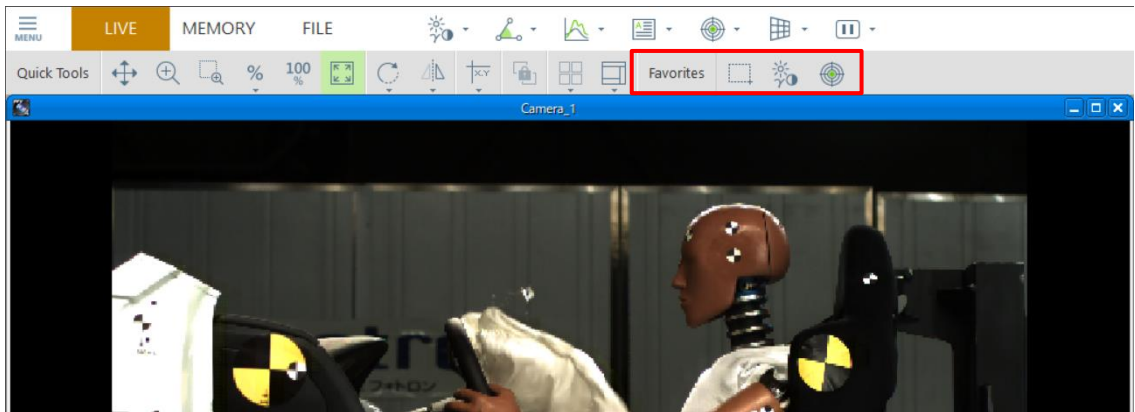 MENU
LIVE
MEMORY
FILE
Quick Tools
%
100
%
X,Y
Favorites
Camera_1
フォトロン